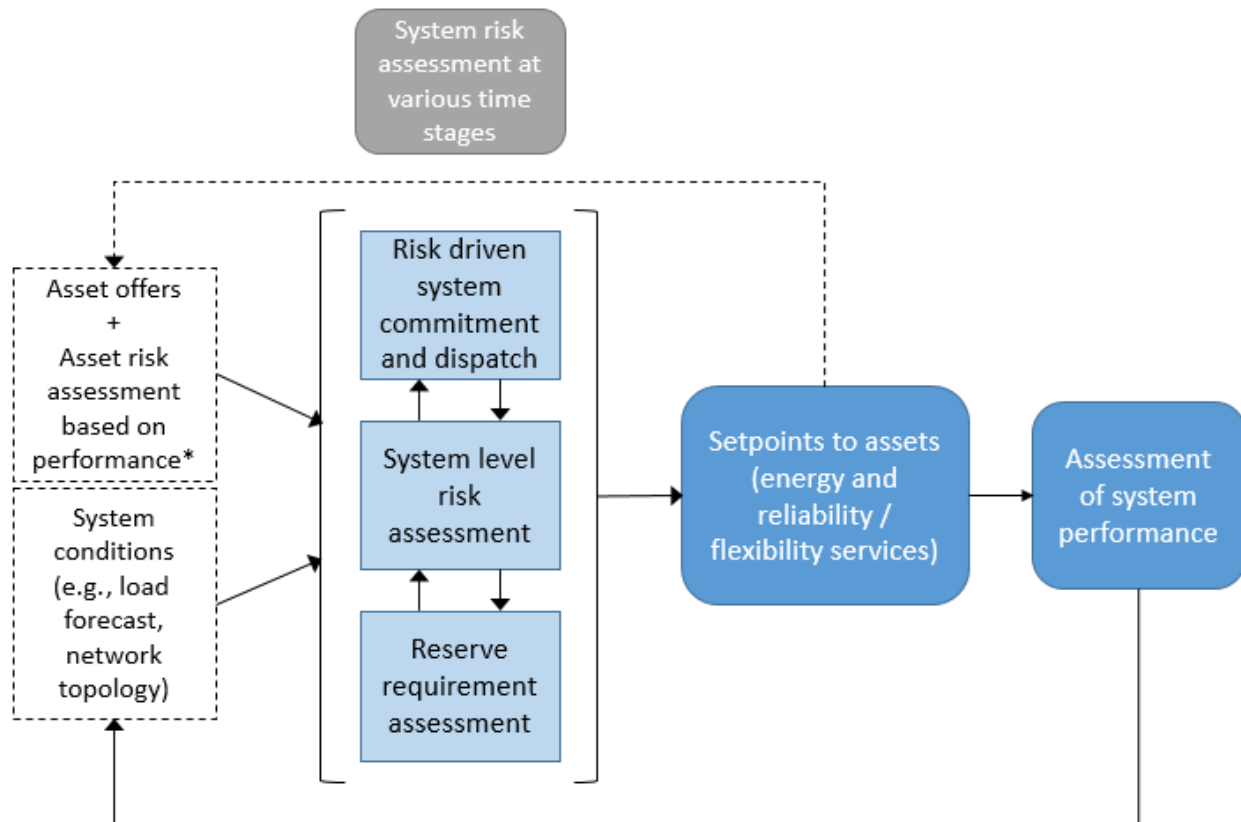 System risk
assessment at
various time
stages
Asset offers
+
Asset risk
assessment
based on
performance*
System
conditions
(e.g., load
forecast,
network
topology)
Risk driven
system
commitment
and dispatch
System level
risk
assessment
Reserve
requirement
assessment
Setpoints to assets
(energy and
reliability /
flexibility services)
Assessment
of system
performance